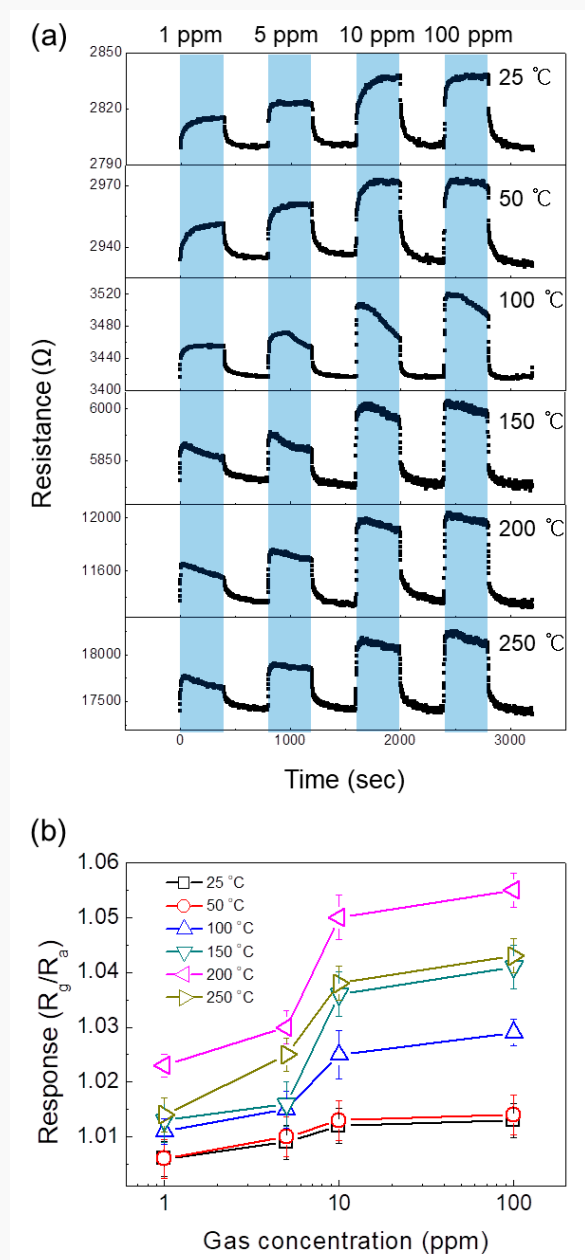 (a)
1 ppm 5 ppm 10 ppm 100 ppm
2850
2820
2790
25 ℃
2970
2940
50 ℃
3520
3480
3440
3400
100 ℃
6000
5850
150 ℃
12000
11600
200 ℃
18000
17500
250 ℃
0 1000 2000 3000
Resistance (Ω)
Time (sec)
(b)
1.06
1.05
1.04
1.03
1.02
1.01
25 °C
50 °C
100 °C
150 °C
200 °C
250 °C
Response (Rg/Ra)
1 10 100
Gas concentration (ppm)